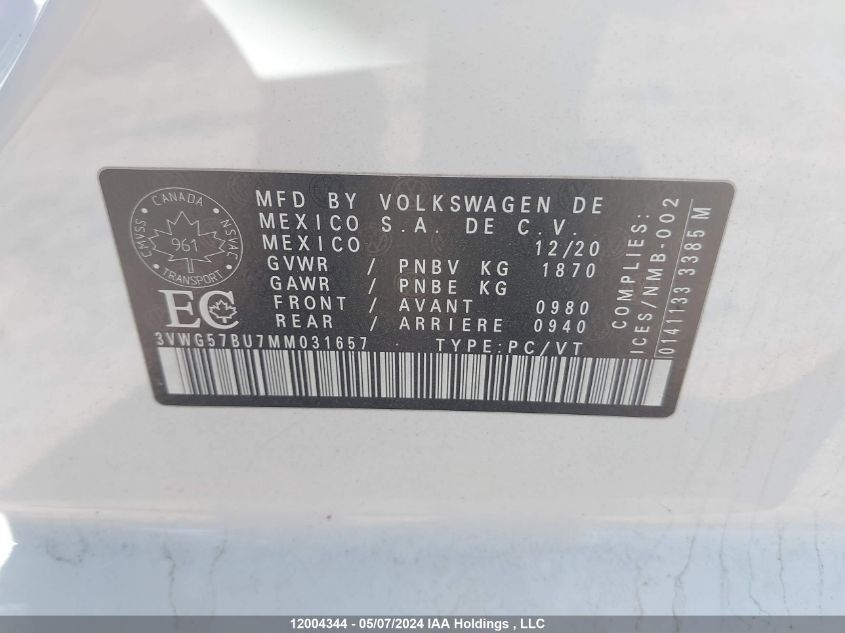 CANADA
CMVSS
961
NSVAC
TRANSPORT
EC
MFD BY VOLKSWAGEN DE
MEXICO S.A. DE C.V.
MEXICO 12/20
GVWR / PNBV KG 1870
GAWR / PNBE KG
FRONT / AVANT 0980
REAR / ARRIERE 0940
3VWG57BU7MM031657 TYPE:PC/VT
COMPLIES:
ICES/NMB-002
0141133 3385 M
12004344 - 05/07/2024 IAA Holdings , LLC